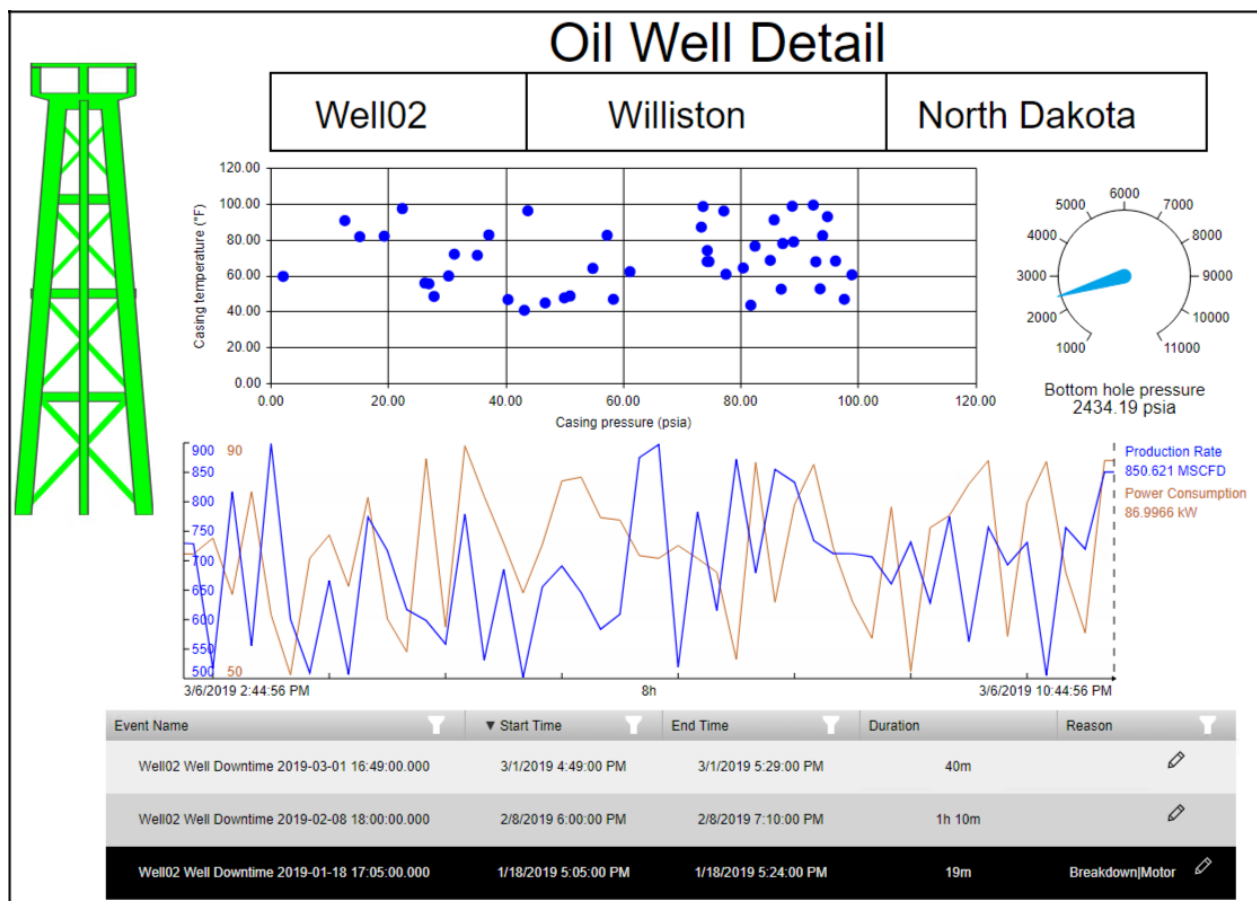 Oil Well Detail
Well02 Williston North Dakota
120.00
100.00
80.00
60.00
40.00
20.00
0.00
Casing temperature (°F)
0.00 20.00 40.00 60.00 80.00 100.00 120.00
Casing pressure (psia)
1000 2000 3000 4000 5000 6000 7000 8000 9000 10000 11000
Bottom hole pressure
2434.19 psia
900 90
850
800
750
700
650
600
550
500 50
Production Rate
850.621 MSCFD
Power Consumption
86.9966 kW
3/6/2019 2:44:56 PM 8h 3/6/2019 10:44:56 PM
Event Name ▼ Start Time End Time Duration Reason
Well02 Well Downtime 2019-03-01 16:49:00.000 3/1/2019 4:49:00 PM 3/1/2019 5:29:00 PM 40m
Well02 Well Downtime 2019-02-08 18:00:00.000 2/8/2019 6:00:00 PM 2/8/2019 7:10:00 PM 1h 10m
Well02 Well Downtime 2019-01-18 17:05:00.000 1/18/2019 5:05:00 PM 1/18/2019 5:24:00 PM 19m Breakdown|Motor